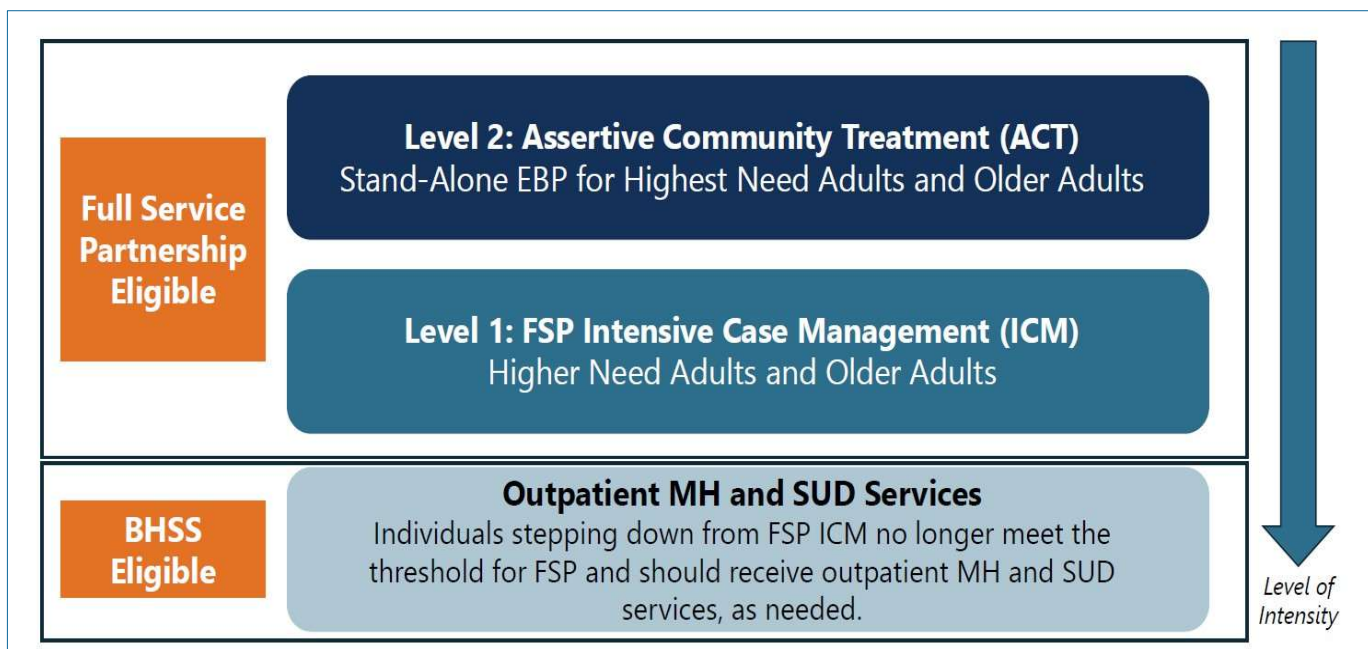 Full Service
Partnership
Eligible
Level 2: Assertive Community Treatment (ACT)
Stand-Alone EBP for Highest Need Adults and Older Adults
Level 1: FSP Intensive Case Management (ICM)
Higher Need Adults and Older Adults
BHSS
Eligible
Outpatient MH and SUD Services
Individuals stepping down from FSP ICM no longer meet the
threshold for FSP and should receive outpatient MH and SUD
services, as needed.
Level of
Intensity